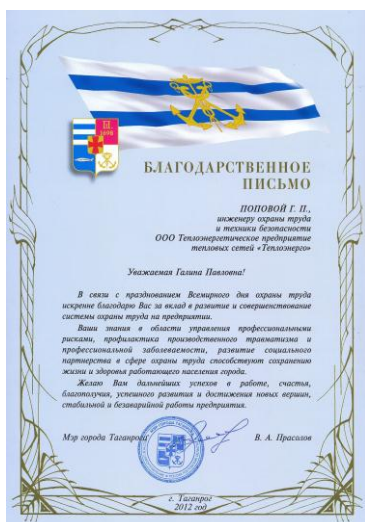 БЛАГОДАРСТВЕННОЕ
ПИСЬМО
ПОПОВОЙ Г. П.,
инженеру охраны труда
и техники безопасности
ООО Теплоэнергетическое предприятие
тепловых сетей «Теплоэнерго»
Уважаемая Галина Павловна!
В связи с празднованием Всемирного дня охраны труда
искренне благодарю Вас за вклад в развитие и совершенствование
системы охраны труда на предприятии.
Ваши знания в области управления профессиональными
рисками, профилактика производственного травматизма и
профессиональной заболеваемости, развитие социального
партнерства в сфере охраны труда способствуют сохранению
жизни и здоровья работающего населения города.
Желаю Вам дальнейших успехов в работе, счастья,
благополучия, успешного развития и достижения новых вершин,
стабильной и безаварийной работы предприятия.
Мэр города Таганрога В. А. Прасолов
г. Таганрог
2012 год